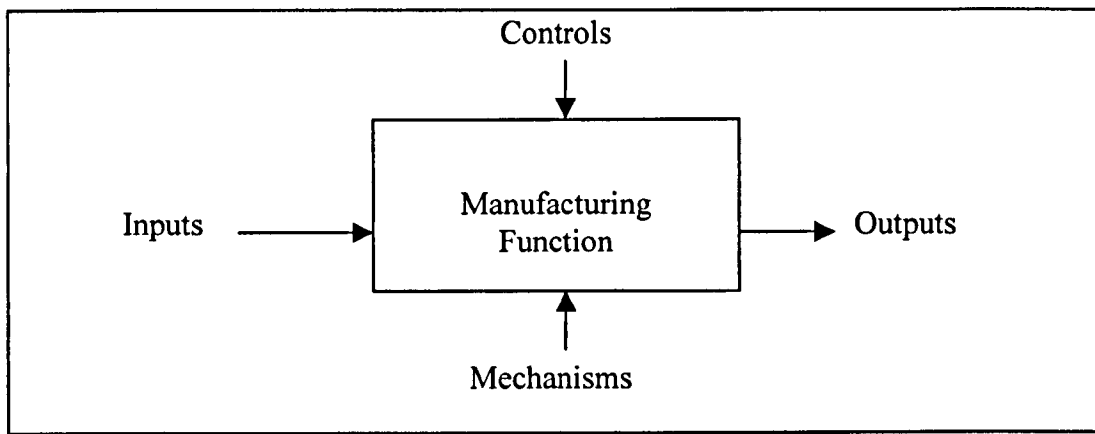 Controls
Inputs
Manufacturing
Function
Outputs
Mechanisms